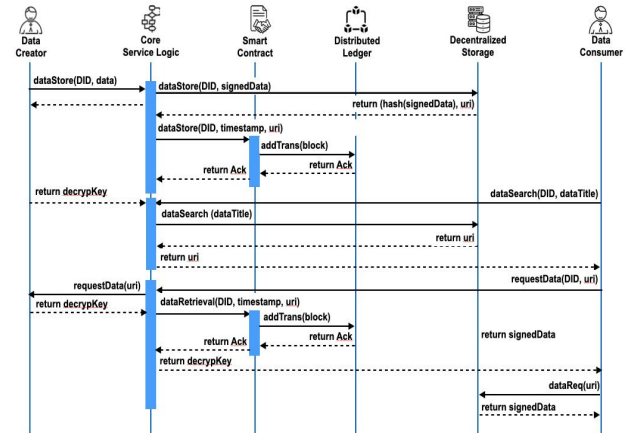 Data
Creator
Core
Service Logic
Smart
Contract
Distributed
Ledger
Decentralized
Storage
Data
Consumer
dataStore(DID, data)
dataStore(DID, signedData)
return (hash(signedData), uri)
dataStore(DID, timestamp, uri)
addTrans(block)
return Ack
return Ack
return decrypKey
dataSearch(DID, dataTitle)
dataSearch (dataTitle)
return uri
return uri
requestData(DID, uri)
requestData(uri)
return decrypKey
dataRetrieval(DID, timestamp, uri)
addTrans(block)
return Ack
return signedData
return Ack
return decrypKey
dataReq(uri)
return signedData